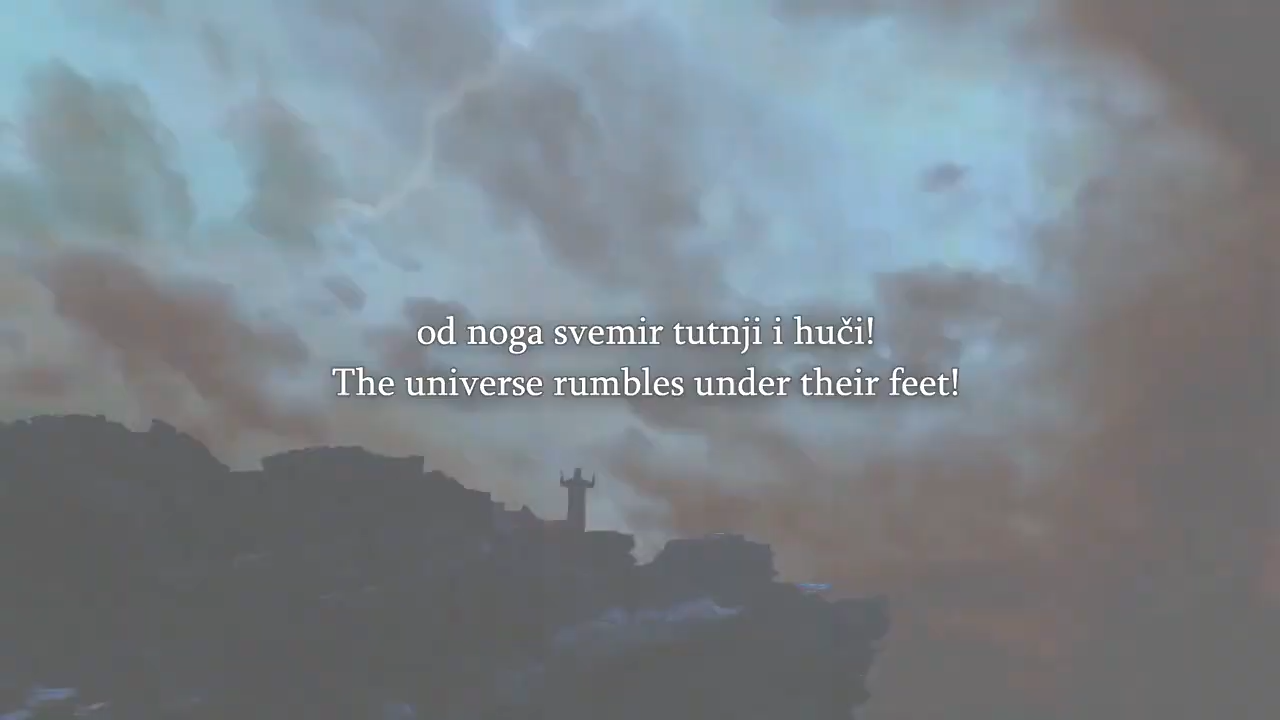 od noga svemir tutnji i huči!
The universe rumbles under their feet!